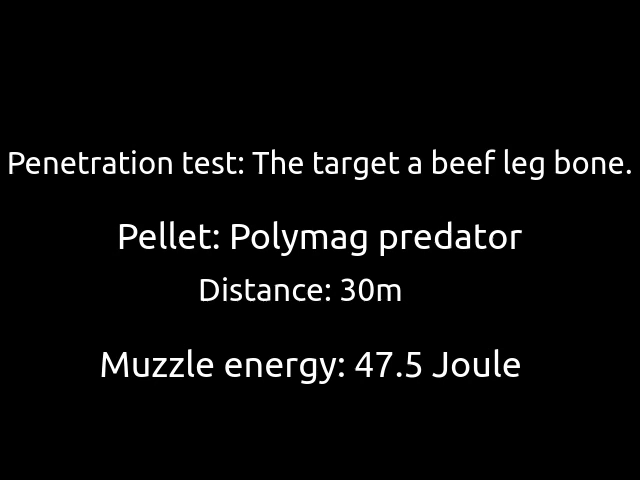 Penetration test: The target a beef leg bone.
Pellet: Polymag predator
Distance: 30m
Muzzle energy: 47.5 Joule